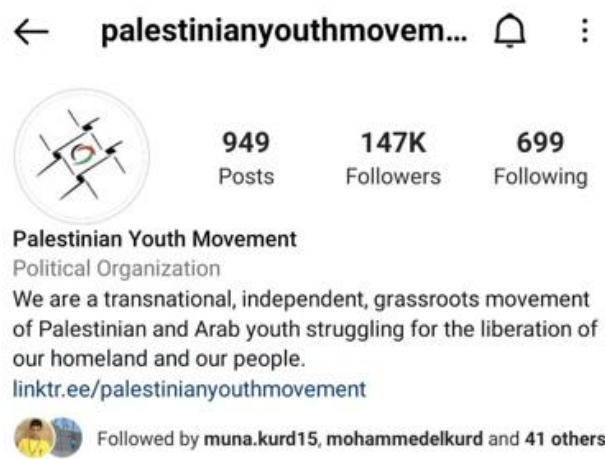 palestinianyouthmovem...
949
147K
699
Posts
Followers
Following
Palestinian Youth Movement
Political Organization
We are a transnational, independent, grassroots movement
of Palestinian and Arab youth struggling for the liberation of
our homeland and our people.
linktr.ee/palestinianyouthmovement
Followed by muna.kurd15, mohammedelkurd and 41 others